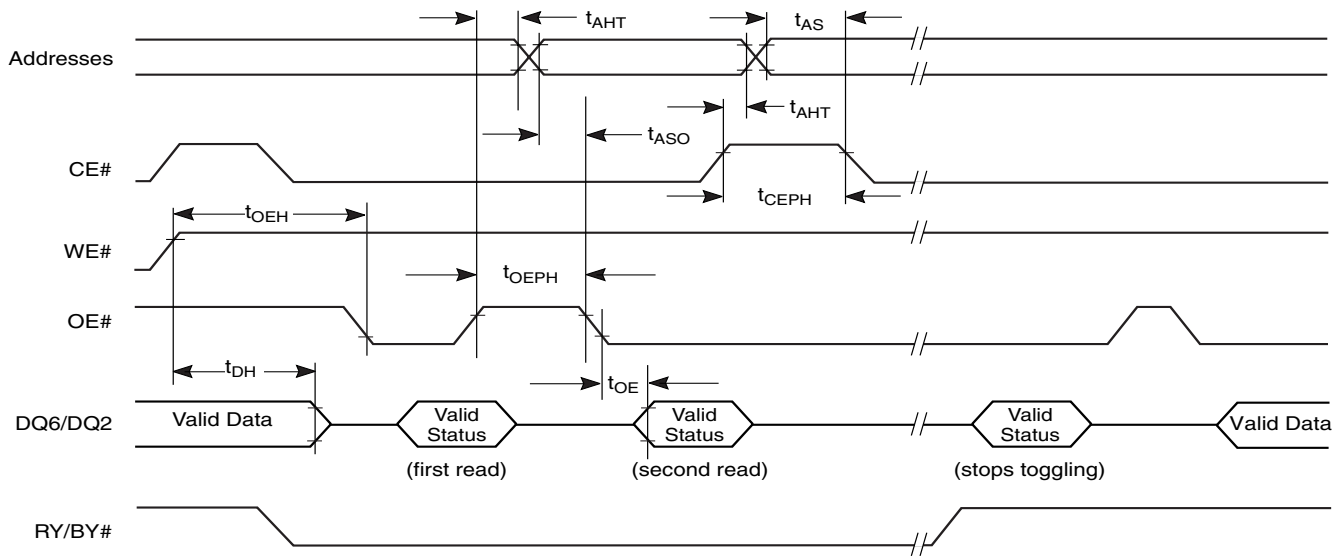 tAHT
tAS
Addresses
tAHT
tASO
CE#
tCEPH
tOEH
WE#
tOEPH
OE#
tDH
tOE
DQ6/DQ2
Valid Data
Valid
Status
Valid
Status
Valid
Status
Valid Data
(first read)
(second read)
(stops toggling)
RY/BY#